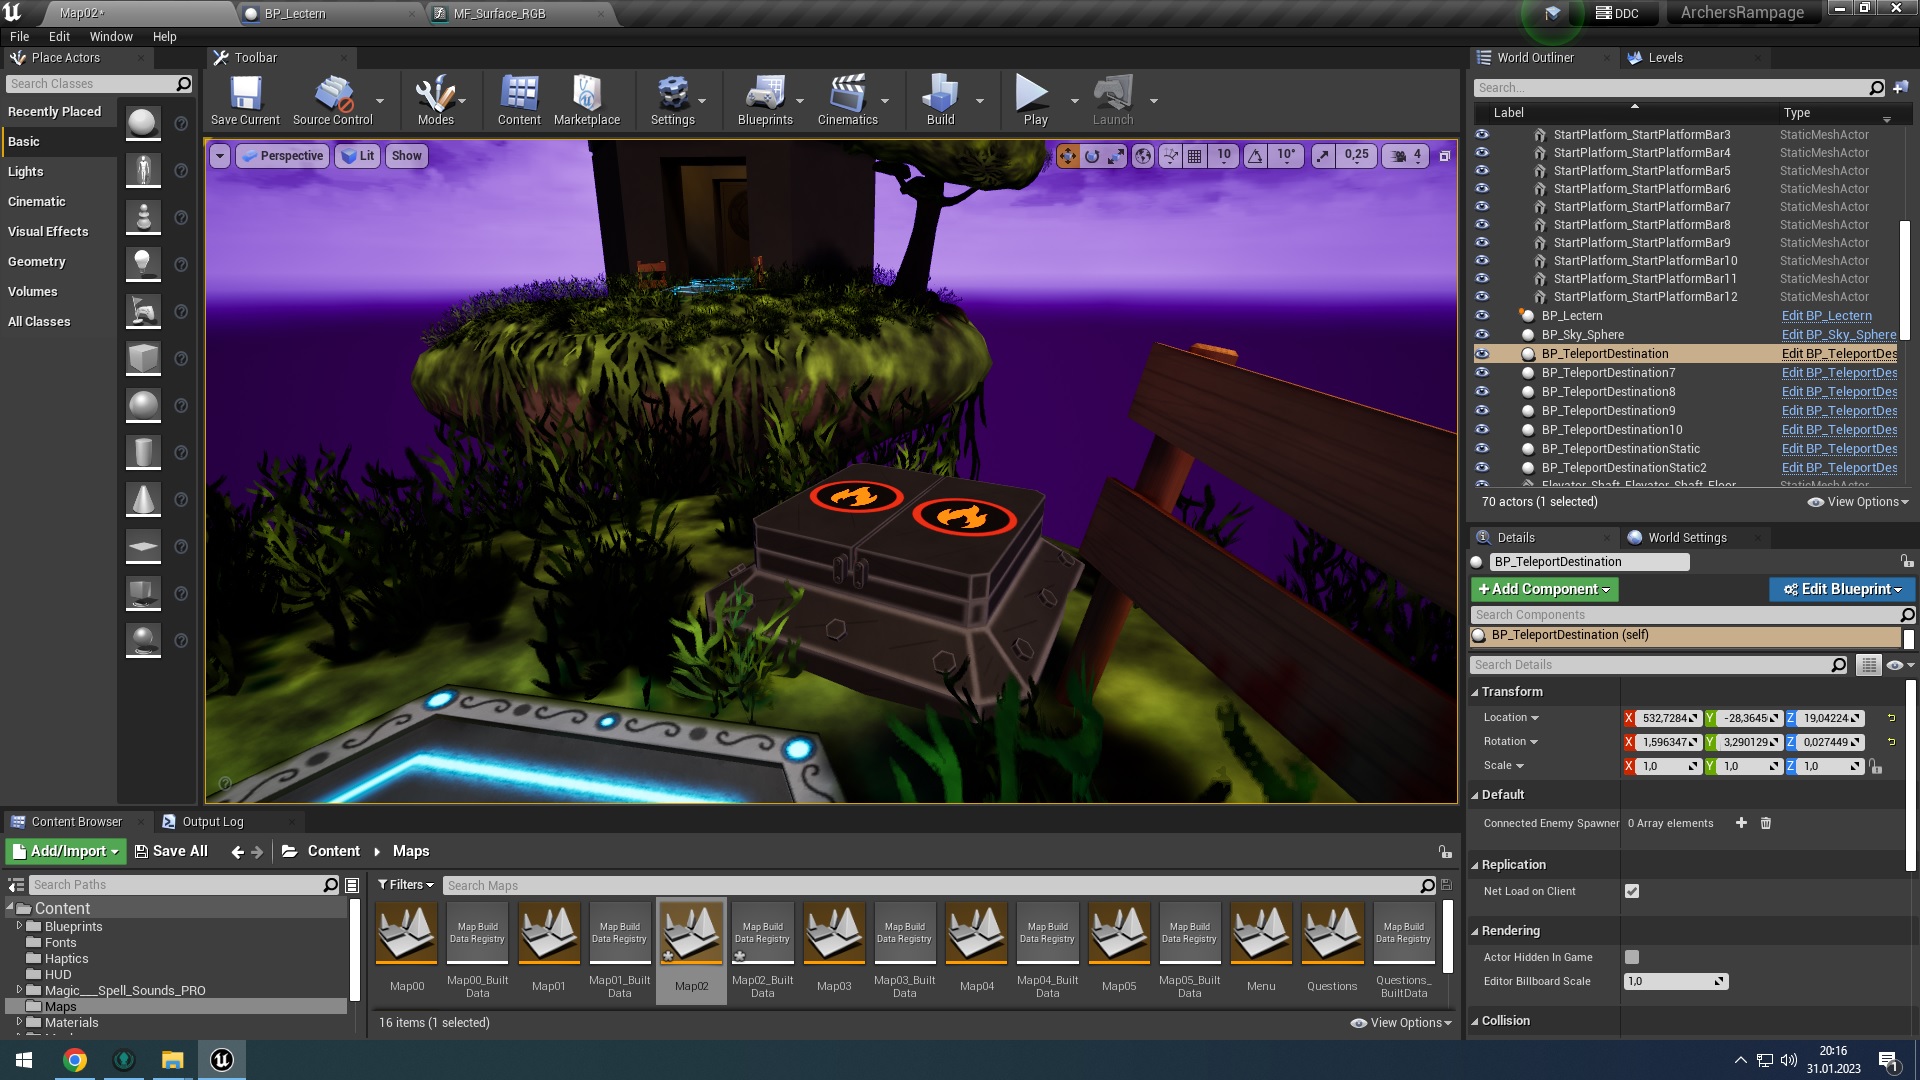 Map02*
BP_Lectern
MF_Surface_RGB
DDC
ArchersRampage
File
Edit
Window
Help
Place Actors
Toolbar
World Outliner
Levels
Search Classes
Save Current
Source Control
Modes
Content
Marketplace
Settings
Blueprints
Cinematics
Build
Play
Launch
Search...
Label
Type
Recently Placed
Basic
Lights
Cinematic
Visual Effects
Geometry
Volumes
All Classes
Perspective
Lit
Show
10
10°
0,25
4
StartPlatform_StartPlatformBar3 StaticMeshActor
StartPlatform_StartPlatformBar4 StaticMeshActor
StartPlatform_StartPlatformBar5 StaticMeshActor
StartPlatform_StartPlatformBar6 StaticMeshActor
StartPlatform_StartPlatformBar7 StaticMeshActor
StartPlatform_StartPlatformBar8 StaticMeshActor
StartPlatform_StartPlatformBar9 StaticMeshActor
StartPlatform_StartPlatformBar10 StaticMeshActor
StartPlatform_StartPlatformBar11 StaticMeshActor
StartPlatform_StartPlatformBar12 StaticMeshActor
BP_Lectern Edit BP_Lectern
BP_Sky_Sphere Edit BP_Sky_Sphere
BP_TeleportDestination Edit BP_TeleportDes
BP_TeleportDestination7 Edit BP_TeleportDes
BP_TeleportDestination8 Edit BP_TeleportDes
BP_TeleportDestination9 Edit BP_TeleportDes
BP_TeleportDestination10 Edit BP_TeleportDes
BP_TeleportDestinationStatic Edit BP_TeleportDes
BP_TeleportDestinationStatic2 Edit BP_TeleportDes
Elevator_Shaft_Elevator_Shaft_Floor StaticMeshActor
70 actors (1 selected)
View Options
Details
World Settings
BP_TeleportDestination
+ Add Component
Edit Blueprint
Search Components
BP_TeleportDestination (self)
Search Details
Transform
Location X 532,7284 Y -28,3645 Z 19,04224
Rotation X 1,596347 Y 3,290129 Z 0,027449
Scale X 1,0 Y 1,0 Z 1,0
Default
Connected Enemy Spawner 0 Array elements
Replication
Net Load on Client
Rendering
Actor Hidden In Game
Editor Billboard Scale 1,0
Collision
Content Browser
Output Log
Add/Import
Save All
Content
Maps
Search Paths
Filters
Search Maps
Content
Blueprints
Fonts
Haptics
HUD
Magic___Spell_Sounds_PRO
Maps
Materials
Map Build
Data Registry
Map Build
Data Registry
Map Build
Data Registry
Map Build
Data Registry
Map Build
Data Registry
Map Build
Data Registry
Map Build
Data Registry
Map00
Map00_Built
Data
Map01
Map01_Built
Data
Map02
Map02_Built
Data
Map03
Map03_Built
Data
Map04
Map04_Built
Data
Map05
Map05_Built
Data
Menu
Questions
Questions_
BuiltData
16 items (1 selected)
View Options
20:16
31.01.2023
1